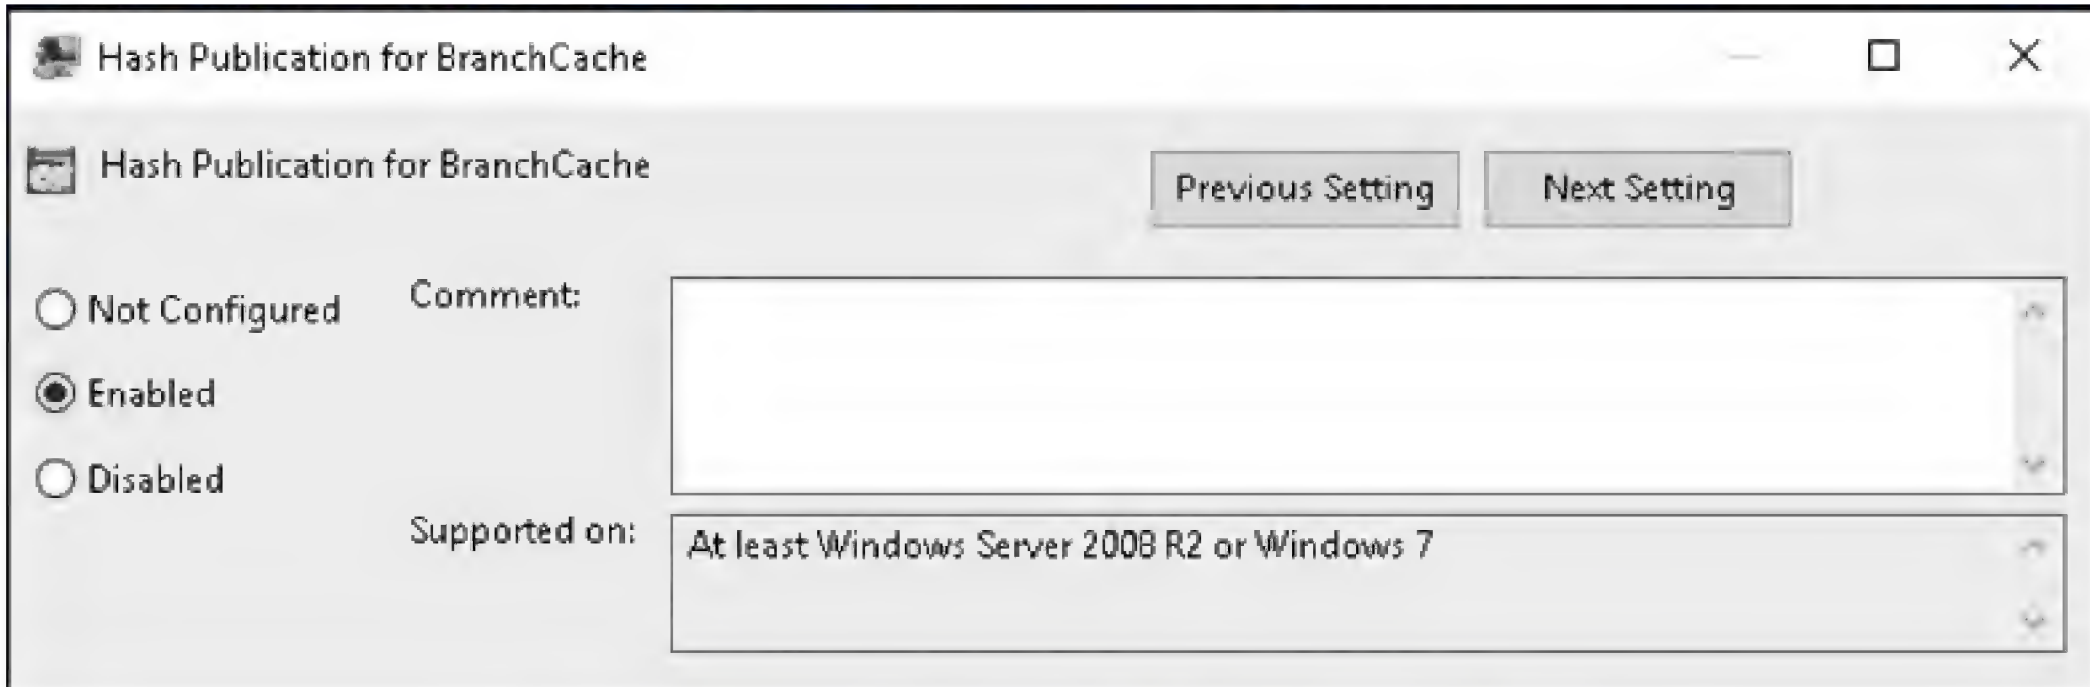 Hash Publication for BranchCache
Hash Publication for BranchCache
Previous Setting
Next Setting
Not Configured
Comment:
Enabled
Disabled
Supported on:
At least Windows Server 2008 R2 or Windows 7